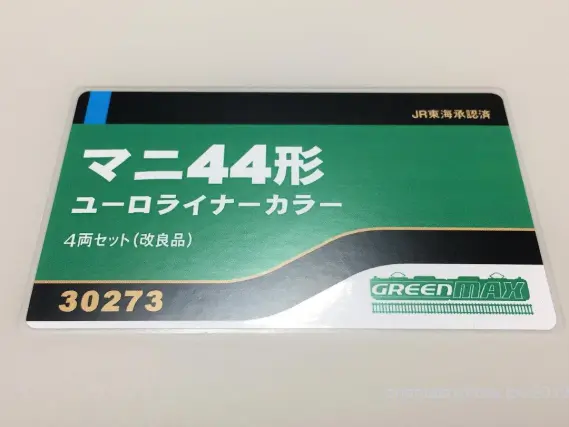 JR東海承認済
マニ44形
ユーロライナーカラー
4両セット(改良品)
30273
GREENMAX